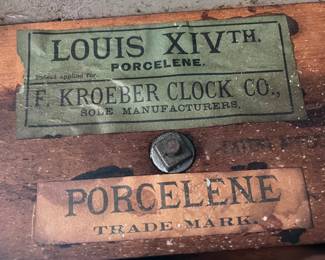 LOUIS XIVTH.
PORCELENE.
Patent applied for.
F. KROEBER CLOCK CO.,
SOLE MANUFACTURERS.
PORCELENE
TRADE MARK.